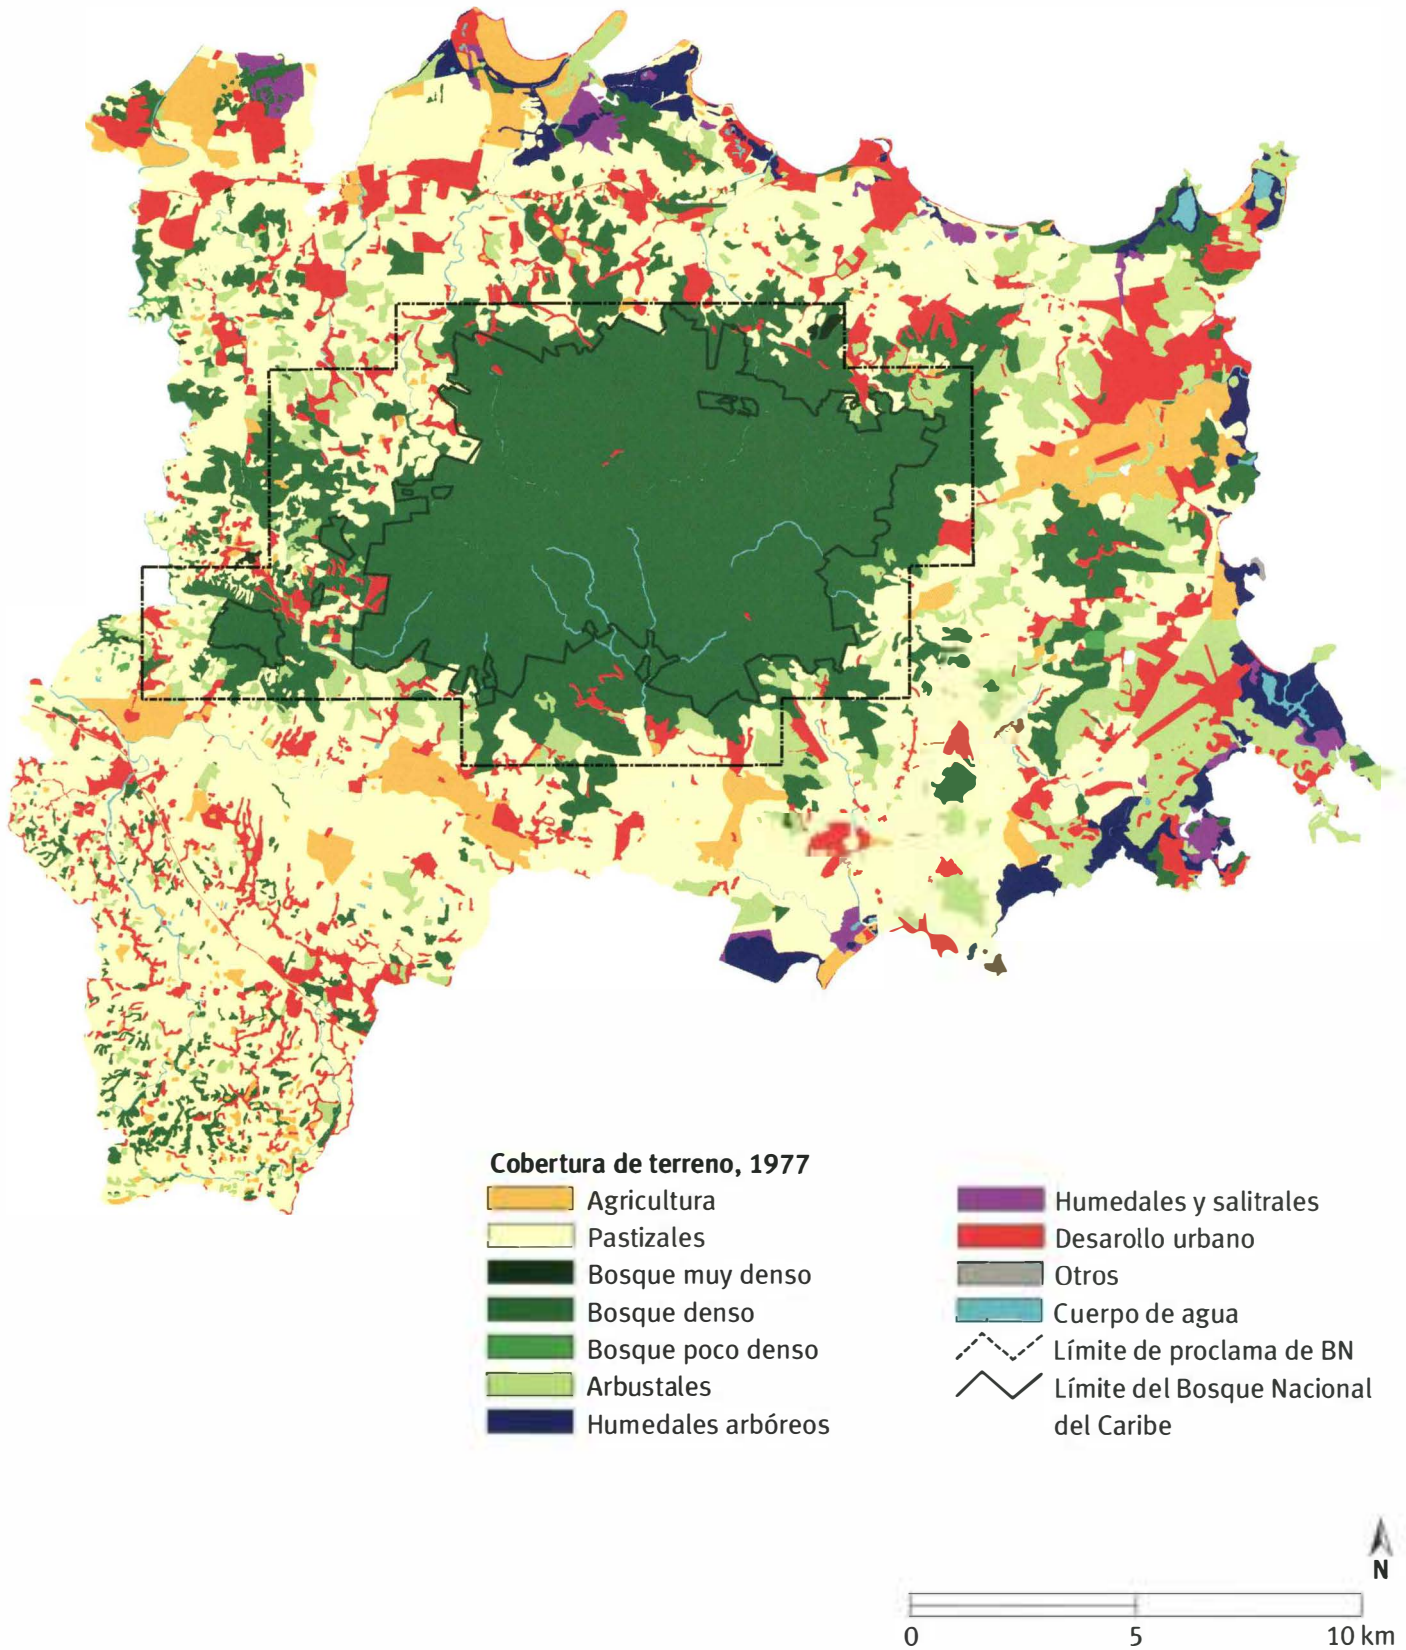 Cobertura de terreno, 1977
Agricultura
Pastizales
Bosque muy denso
Bosque denso
Bosque poco denso
Arbustales
Humedales arbóreos
Humedales y salitrales
Desarollo urbano
Otros
Cuerpo de agua
Límite de proclama de BN
Límite del Bosque Nacional
del Caribe
N
0 5 10 km